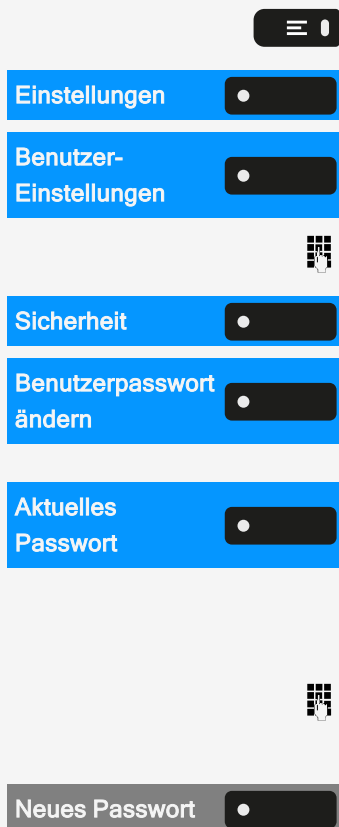 Einstellungen
Benutzer-
Einstellungen
Sicherheit
Benutzerpasswort
ändern
Aktuelles
Passwort
Neues Passwort